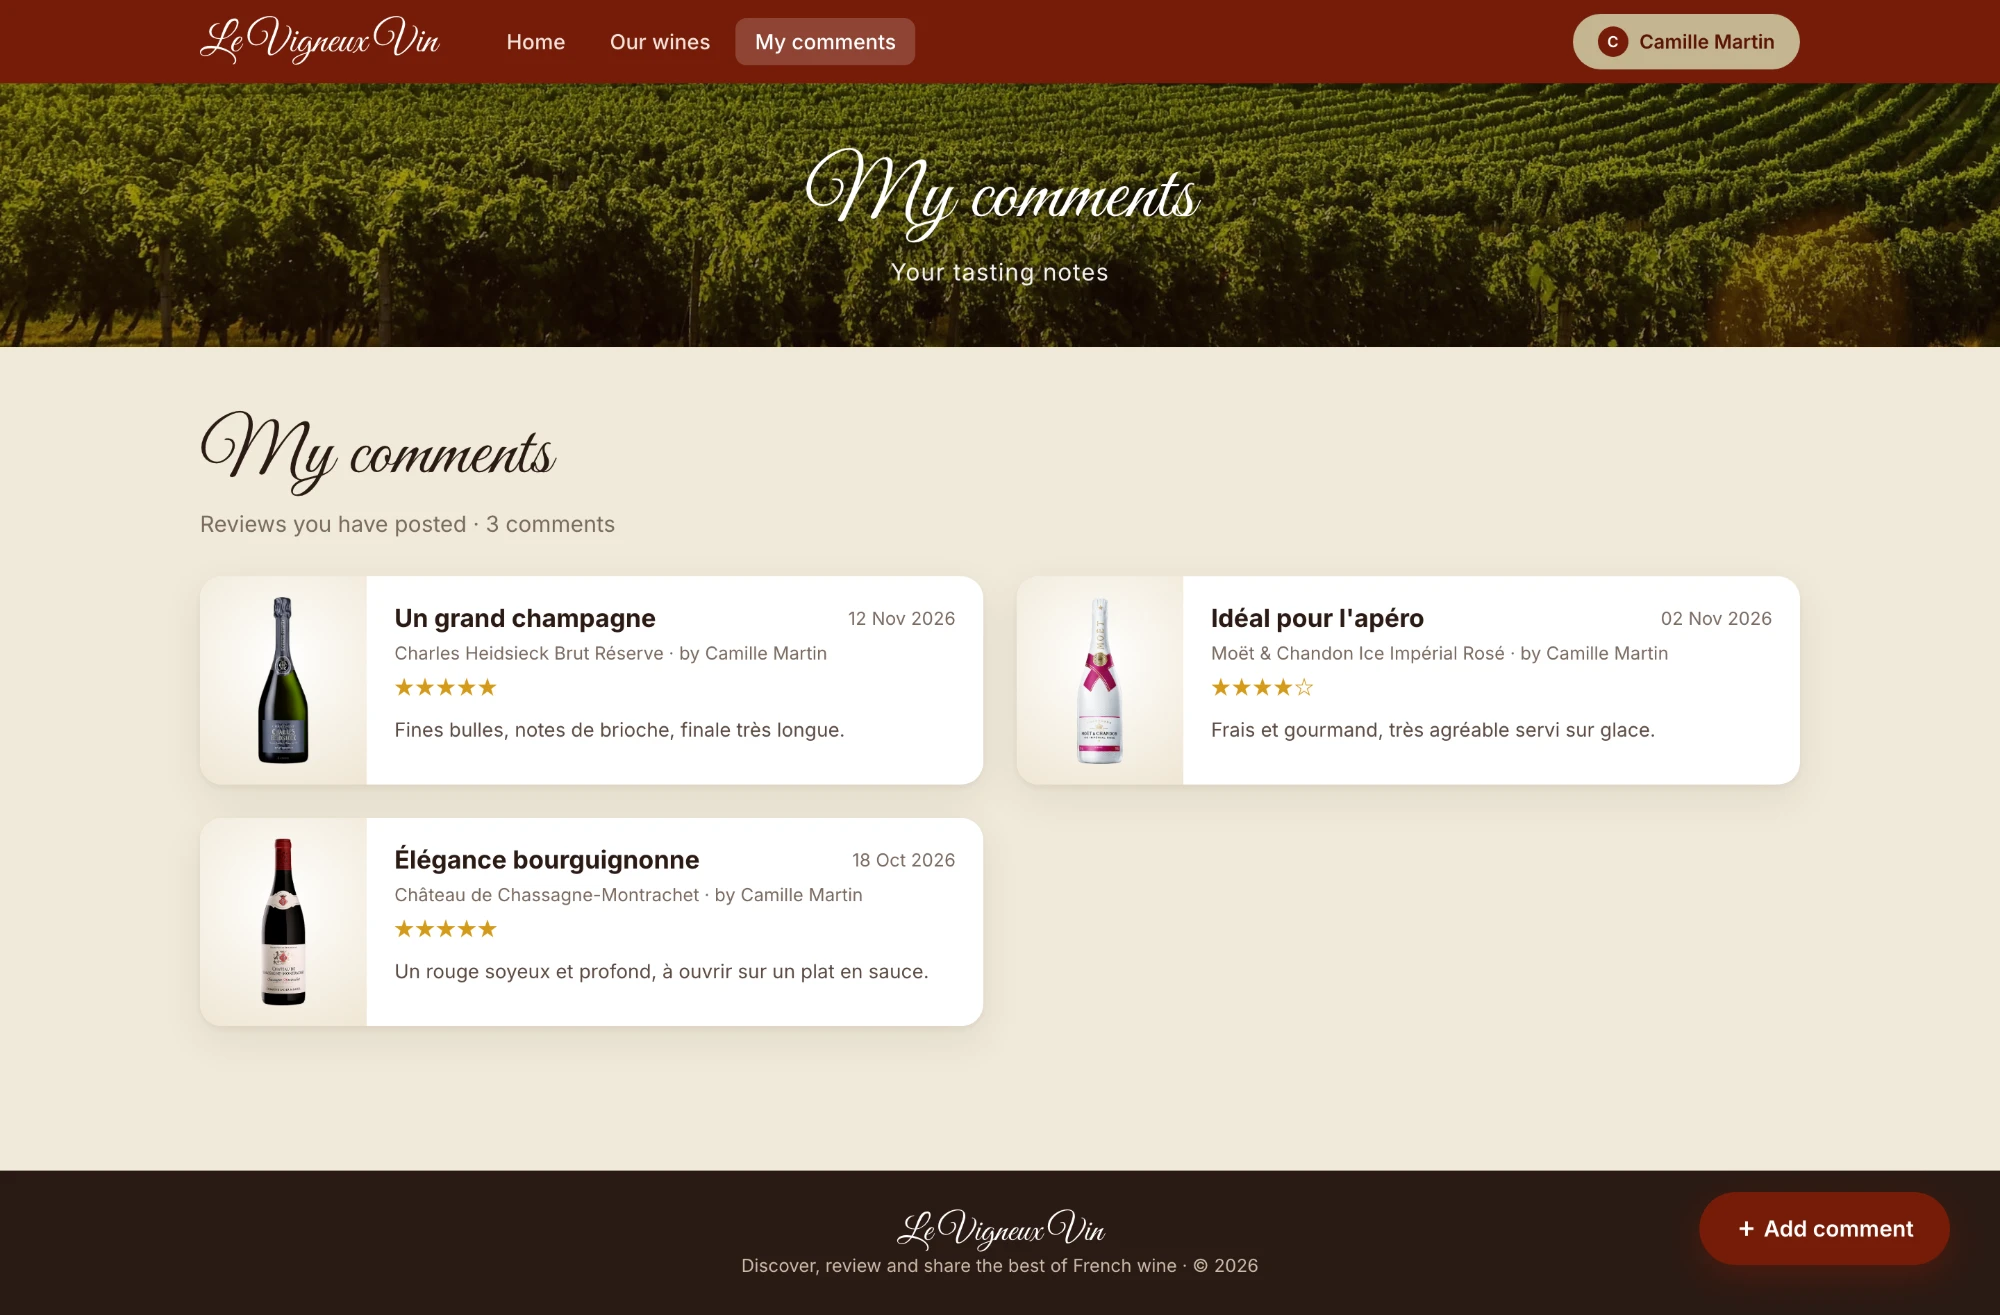 Le Vigneux Vin
Home
Our wines
My comments
C
Camille Martin
My comments
Your tasting notes
My comments
Reviews you have posted · 3 comments
Un grand champagne
12 Nov 2026
Charles Heidsieck Brut Réserve · by Camille Martin
★★★★★
Fines bulles, notes de brioche, finale très longue.
MOËT
MOËT & CHANDON
Idéal pour l'apéro
02 Nov 2026
Moët & Chandon Ice Impérial Rosé · by Camille Martin
★★★★☆
Frais et gourmand, très agréable servi sur glace.
Élégance bourguignonne
18 Oct 2026
Château de Chassagne-Montrachet · by Camille Martin
★★★★★
Un rouge soyeux et profond, à ouvrir sur un plat en sauce.
Le Vigneux Vin
Discover, review and share the best of French wine · © 2026
+ Add comment